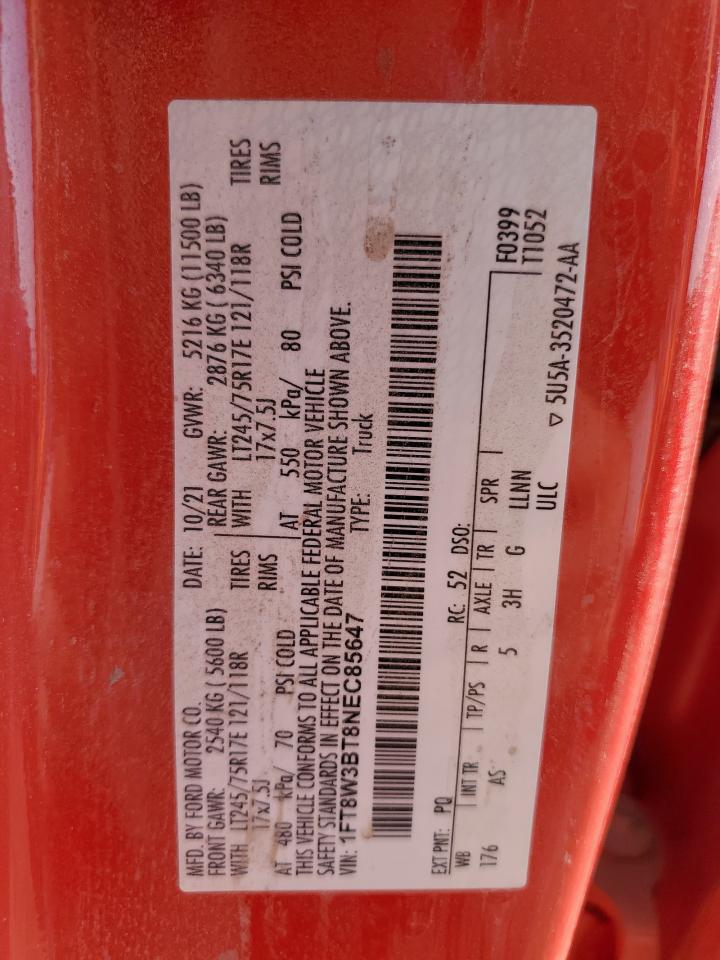 MFD. BY FORD MOTOR CO. DATE: 10/21 GVWR: 5216 KG (11500 LB)
FRONT GAWR: 2540 KG ( 5600 LB) REAR GAWR: 2876 KG ( 6340 LB)
WITH LT245/75R17E 121/118R TIRES WITH LT245/75R17E 121/118R TIRES
17x7.5J RIMS 17x7.5J RIMS
AT 480 kPa/ 70 PSI COLD AT 550 kPa/ 80 PSI COLD
THIS VEHICLE CONFORMS TO ALL APPLICABLE FEDERAL MOTOR VEHICLE
SAFETY STANDARDS IN EFFECT ON THE DATE OF MANUFACTURE SHOWN ABOVE.
VIN: 1FT8W3BT8NEC85647 TYPE: Truck
EXT PNT: PQ RC: 52 DSO: F0399
WB INT TR TP/PS R AXLE TR SPR T1052
176 AS 5 3H G LLNN
ULC
▽ 5U5A-3520472-AA